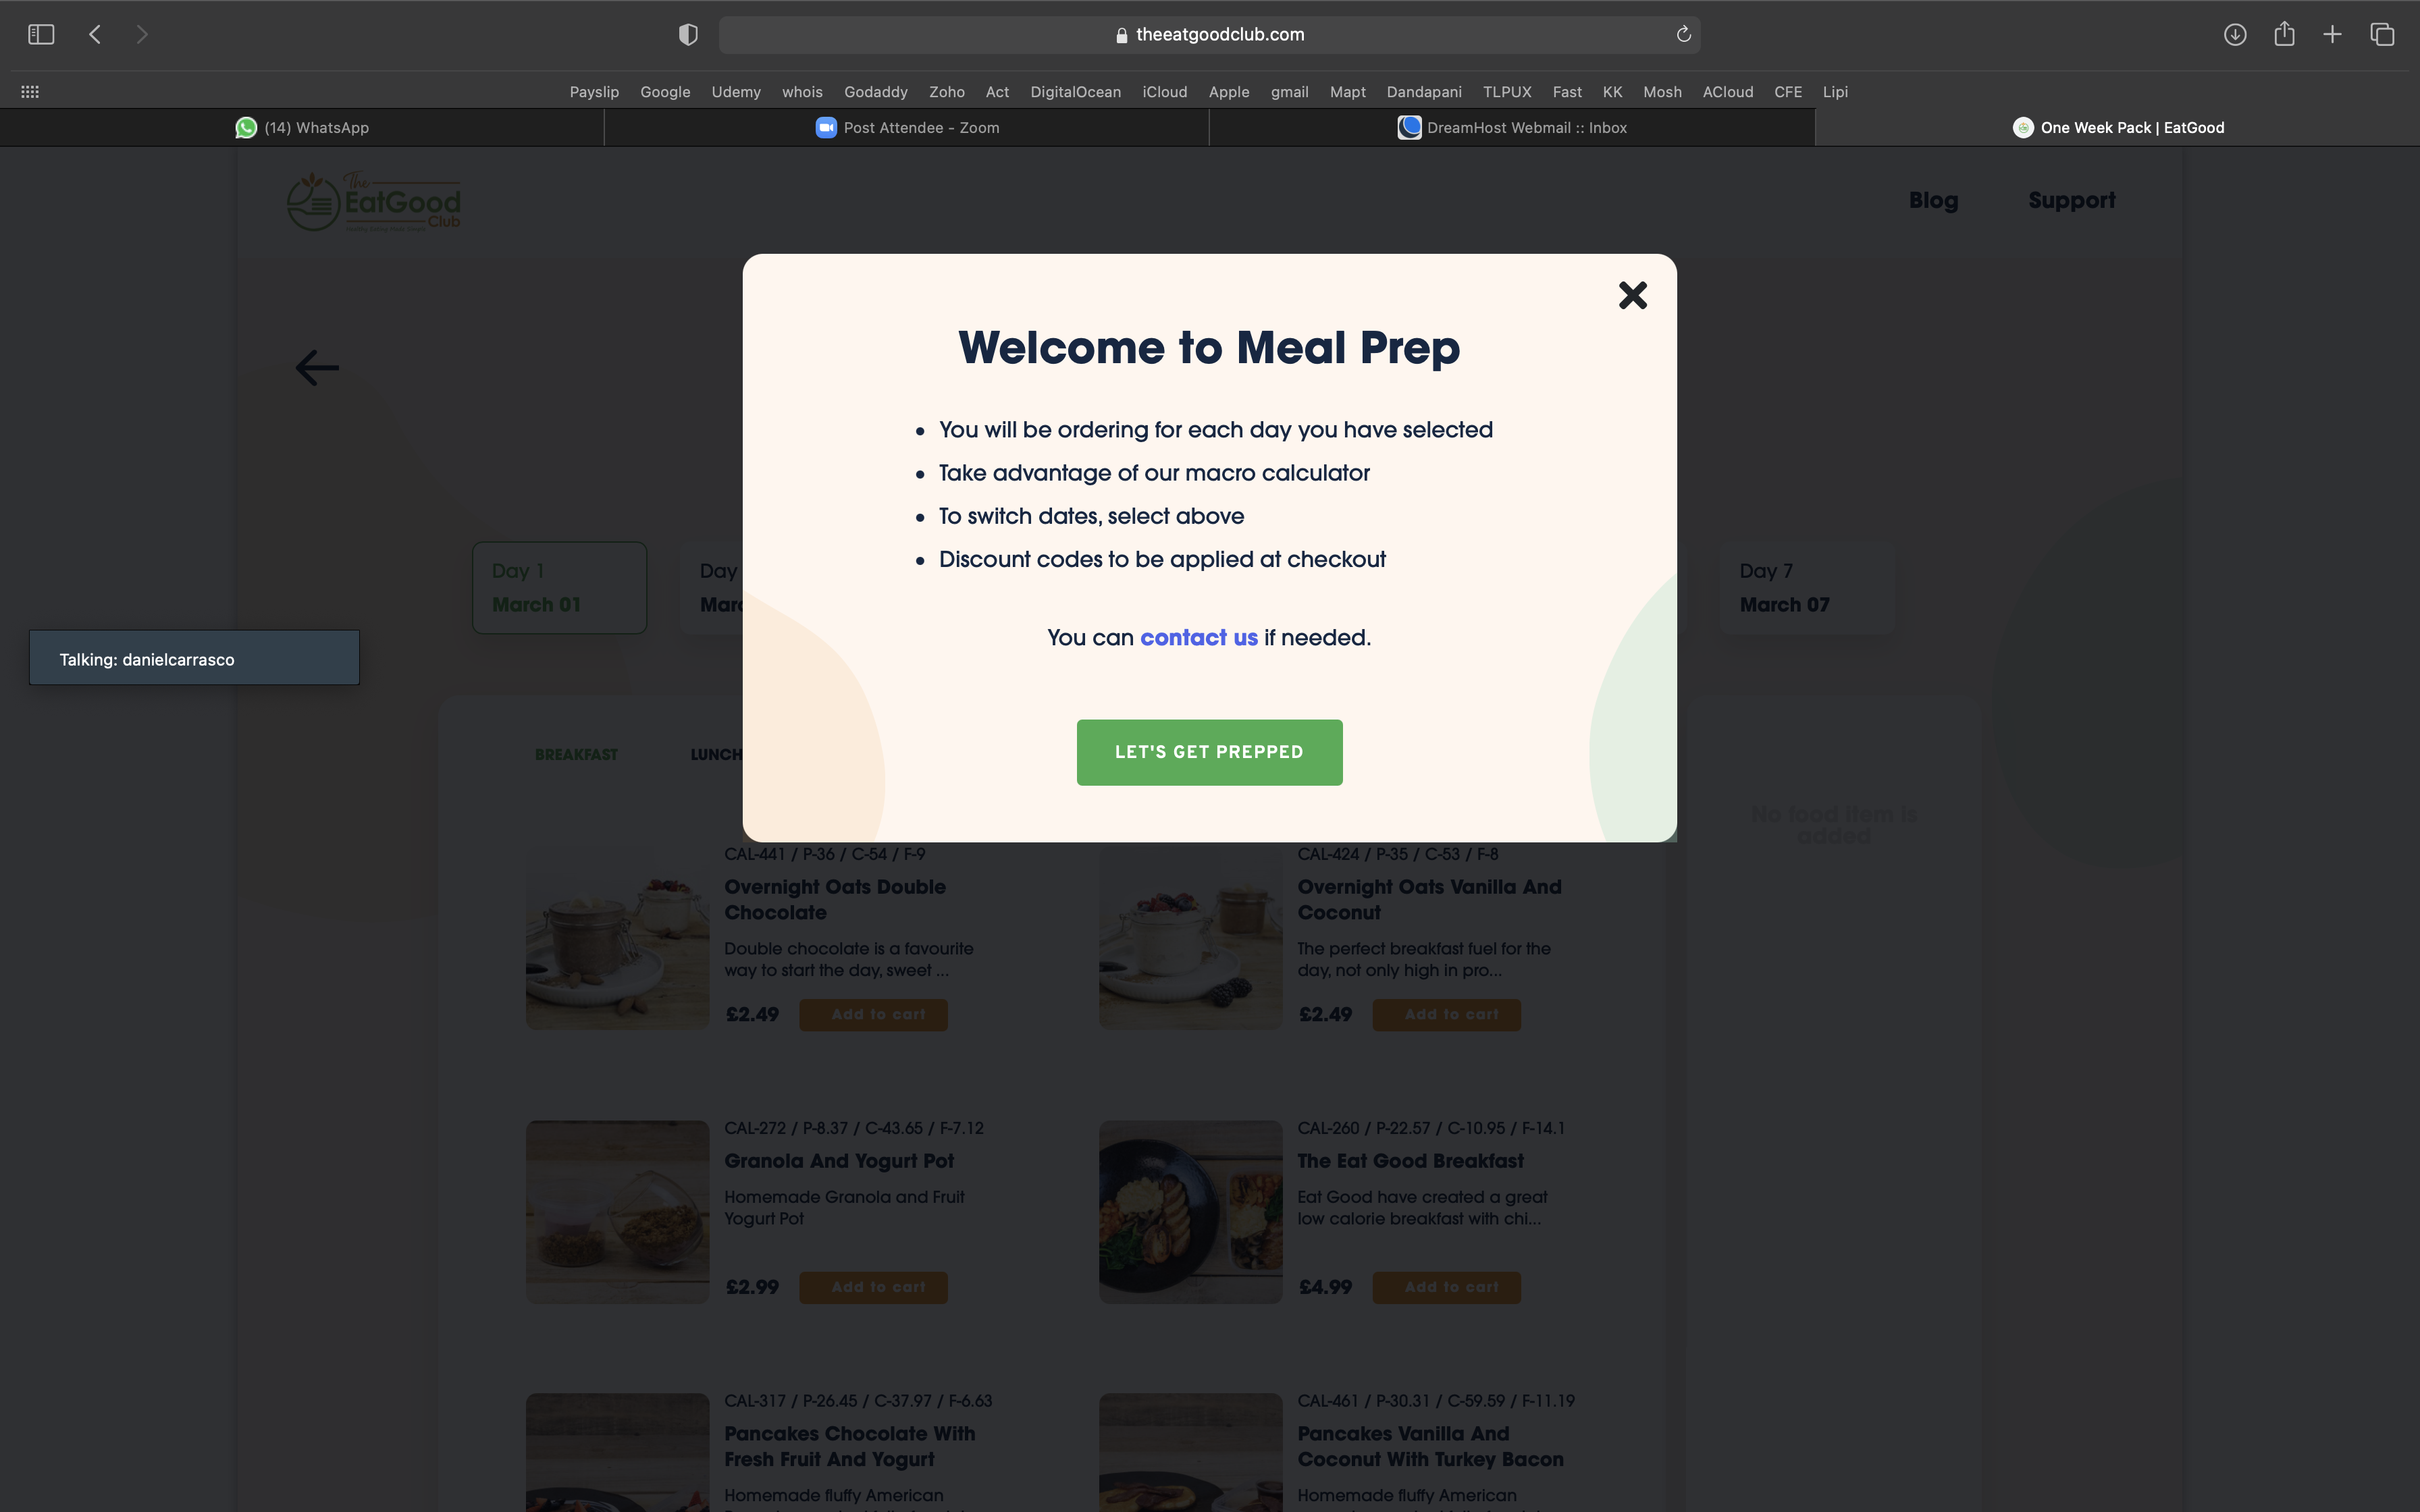 theeatgoodclub.com
Payslip Google Udemy whois Godaddy Zoho Act DigitalOcean iCloud Apple gmail Mapt Dandapani TLPUX Fast KK Mosh ACloud CFE Lipi
(14) WhatsApp
Post Attendee - Zoom
DreamHost Webmail :: Inbox
One Week Pack | EatGood
The
EatGood
Club
Blog Support
Welcome to Meal Prep
• You will be ordering for each day you have selected
• Take advantage of our macro calculator
• To switch dates, select above
• Discount codes to be applied at checkout
You can contact us if needed.
LET'S GET PREPPED
Day 1
March 01
Day
Day 7
March 07
Talking: danielcarrasco
BREAKFAST LUNCH
No food item is
added
CAL-441 / P-36 / C-54 / F-9
Overnight Oats Double
Chocolate
Double chocolate is a favourite
way to start the day, sweet ...
£2.49 Add to cart
CAL-424 / P-35 / C-53 / F-8
Overnight Oats Vanilla And
Coconut
The perfect breakfast fuel for the
day, not only high in pro...
£2.49 Add to cart
CAL-272 / P-8.37 / C-43.65 / F-7.12
Granola And Yogurt Pot
Homemade Granola and Fruit
Yogurt Pot
£2.99 Add to cart
CAL-260 / P-22.57 / C-10.95 / F-14.1
The Eat Good Breakfast
Eat Good have created a great
low calorie breakfast with chi...
£4.99 Add to cart
CAL-317 / P-26.45 / C-37.97 / F-6.63
Pancakes Chocolate With
Fresh Fruit And Yogurt
Homemade fluffy American
CAL-461 / P-30.31 / C-59.59 / F-11.19
Pancakes Vanilla And
Coconut With Turkey Bacon
Homemade fluffy American